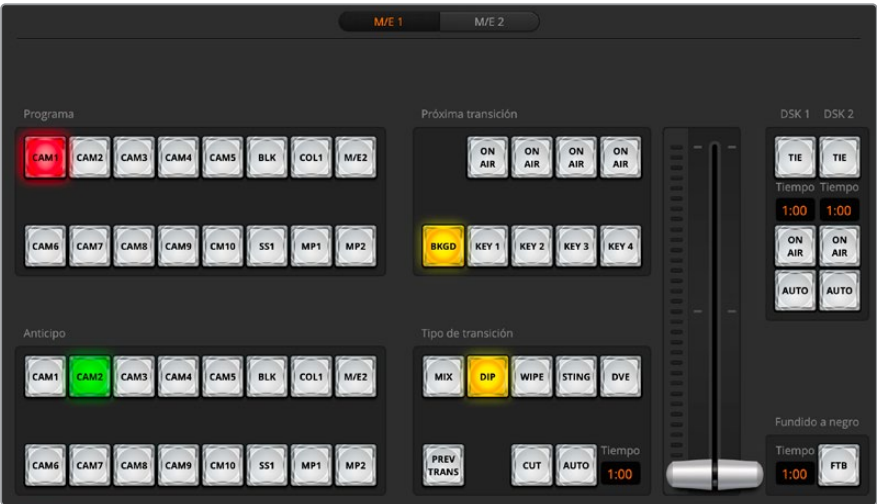 M/E 1 M/E 2
Programa
CAM1 CAM2 CAM3 CAM4 CAM5 BLK COL1 M/E2
CAM6 CAM7 CAM8 CAM9 CM10 SS1 MP1 MP2
Próxima transición
ON AIR ON AIR ON AIR ON AIR
BKGD KEY 1 KEY 2 KEY 3 KEY 4
DSK 1 DSK 2
TIE TIE
Tiempo Tiempo
1:00 1:00
ON AIR ON AIR
AUTO AUTO
Anticipo
CAM1 CAM2 CAM3 CAM4 CAM5 BLK COL1 M/E2
CAM6 CAM7 CAM8 CAM9 CM10 SS1 MP1 MP2
Tipo de transición
MIX DIP WIPE STING DVE
PREV TRANS CUT AUTO
Tiempo
1:00
Fundido a negro
Tiempo
1:00 FTB